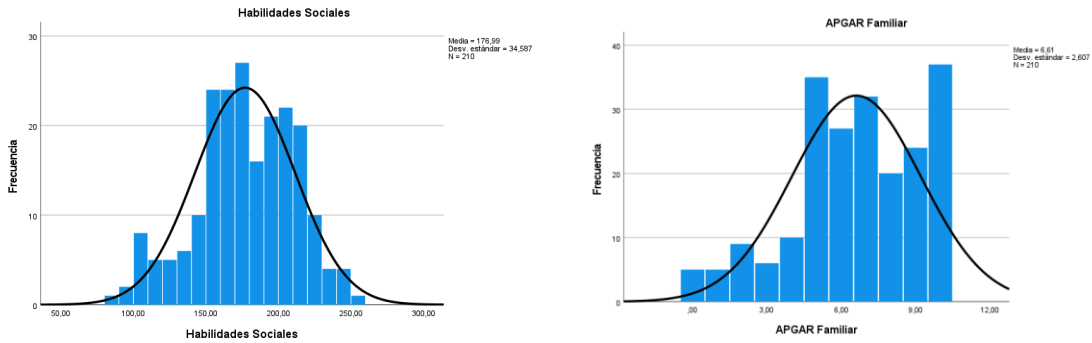 Habilidades Sociales
Media = 176,99
Desv. estándar = 34,587
N = 210
30
20
10
0
Frecuencia
50,00 100,00 150,00 200,00 250,00 300,00
Habilidades Sociales
APGAR Familiar
Media = 6,61
Desv. estándar = 2,607
N = 210
40
30
20
10
0
Frecuencia
,00 3,00 6,00 9,00 12,00
APGAR Familiar